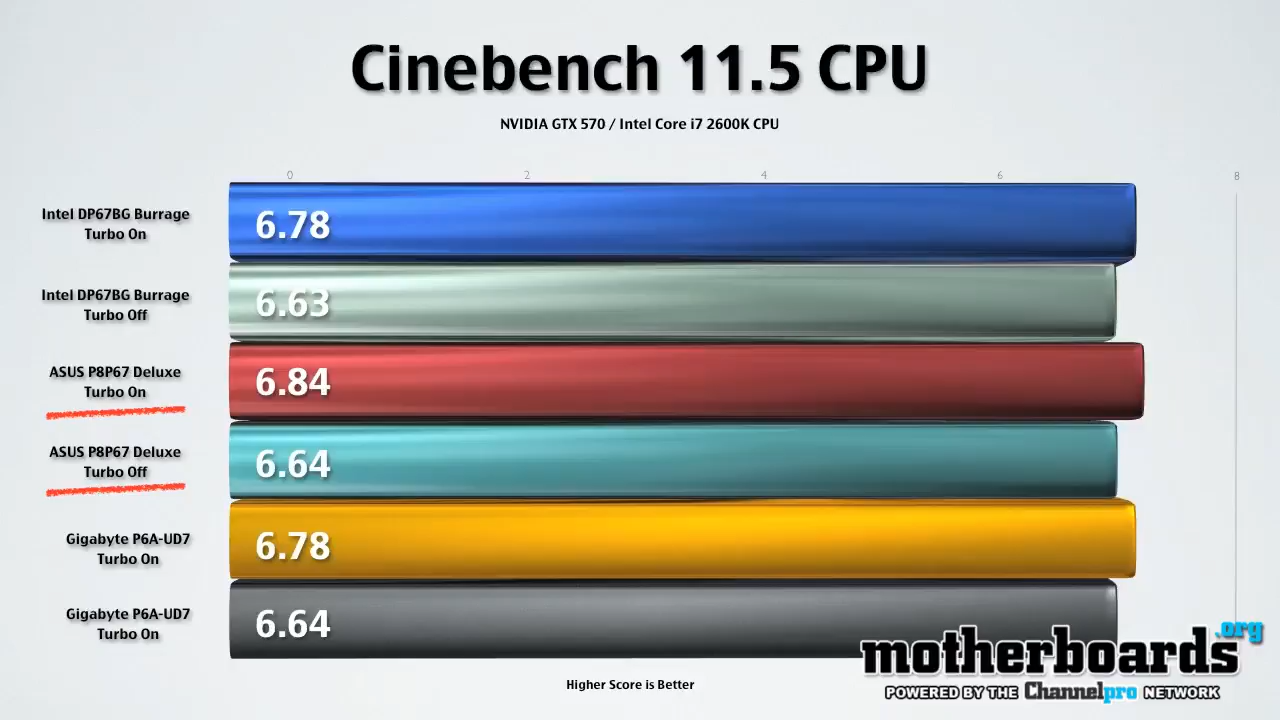 Cinebench 11.5 CPU
NVIDIA GTX 570 / Intel Core i7 2600K CPU
0 2 4 6 8
Intel DP67BG Burrage
Turbo On
6.78
Intel DP67BG Burrage
Turbo Off
6.63
ASUS P8P67 Deluxe
Turbo On
6.84
ASUS P8P67 Deluxe
Turbo Off
6.64
Gigabyte P6A-UD7
Turbo On
6.78
Gigabyte P6A-UD7
Turbo On
6.64
motherboards.org
POWERED BY THE Channelpro NETWORK
Higher Score is Better